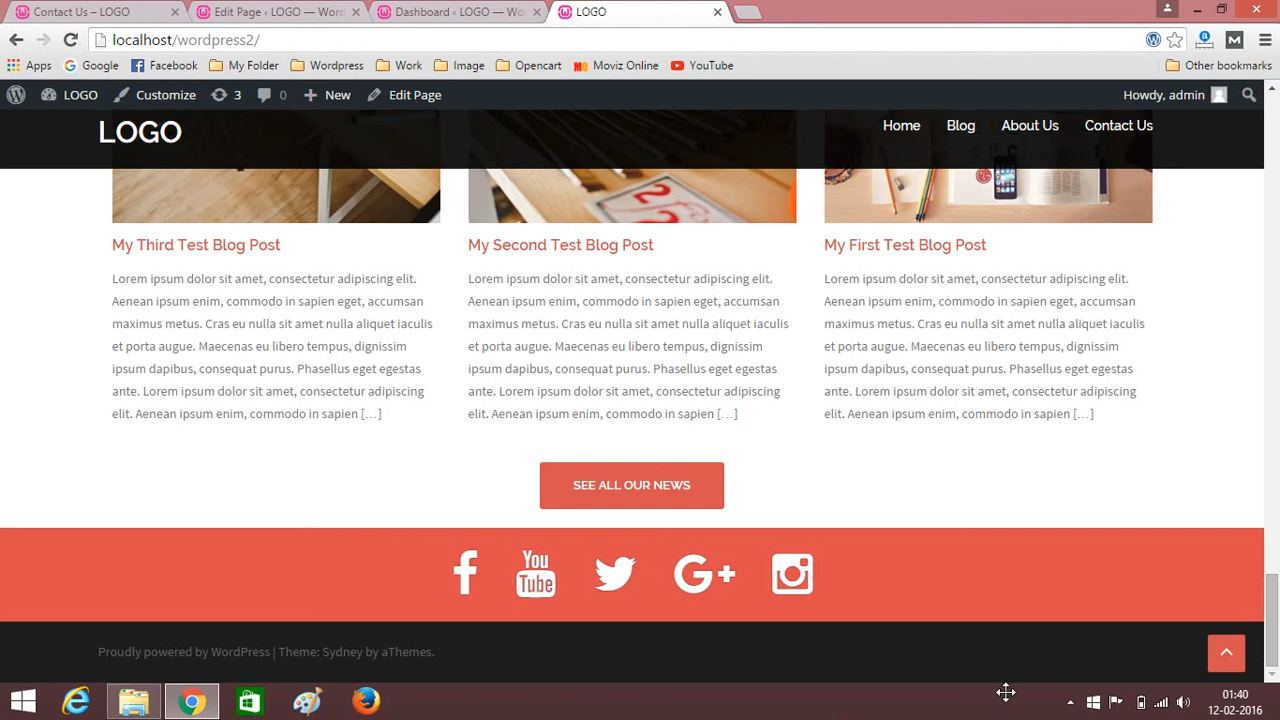 Contact Us – LOGO
Edit Page ‹ LOGO — Word
Dashboard ‹ LOGO — Wo
LOGO
localhost/wordpress2/
Apps Google Facebook My Folder Wordpress Work Image Opencart Moviz Online YouTube Other bookmarks
LOGO Customize 3 0 New Edit Page Howdy, admin
LOGO
Home Blog About Us Contact Us
My Third Test Blog Post
Lorem ipsum dolor sit amet, consectetur adipiscing elit.
Aenean ipsum enim, commodo in sapien eget, accumsan
maximus metus. Cras eu nulla sit amet nulla aliquet iaculis
et porta augue. Maecenas eu libero tempus, dignissim
ipsum dapibus, consequat purus. Phasellus eget egestas
ante. Lorem ipsum dolor sit amet, consectetur adipiscing
elit. Aenean ipsum enim, commodo in sapien […]
My Second Test Blog Post
Lorem ipsum dolor sit amet, consectetur adipiscing elit.
Aenean ipsum enim, commodo in sapien eget, accumsan
maximus metus. Cras eu nulla sit amet nulla aliquet iaculis
et porta augue. Maecenas eu libero tempus, dignissim
ipsum dapibus, consequat purus. Phasellus eget egestas
ante. Lorem ipsum dolor sit amet, consectetur adipiscing
elit. Aenean ipsum enim, commodo in sapien […]
My First Test Blog Post
Lorem ipsum dolor sit amet, consectetur adipiscing elit.
Aenean ipsum enim, commodo in sapien eget, accumsan
maximus metus. Cras eu nulla sit amet nulla aliquet iaculis
et porta augue. Maecenas eu libero tempus, dignissim
ipsum dapibus, consequat purus. Phasellus eget egestas
ante. Lorem ipsum dolor sit amet, consectetur adipiscing
elit. Aenean ipsum enim, commodo in sapien […]
SEE ALL OUR NEWS
You
Tube
Proudly powered by WordPress | Theme: Sydney by aThemes.
01:40
12-02-2016